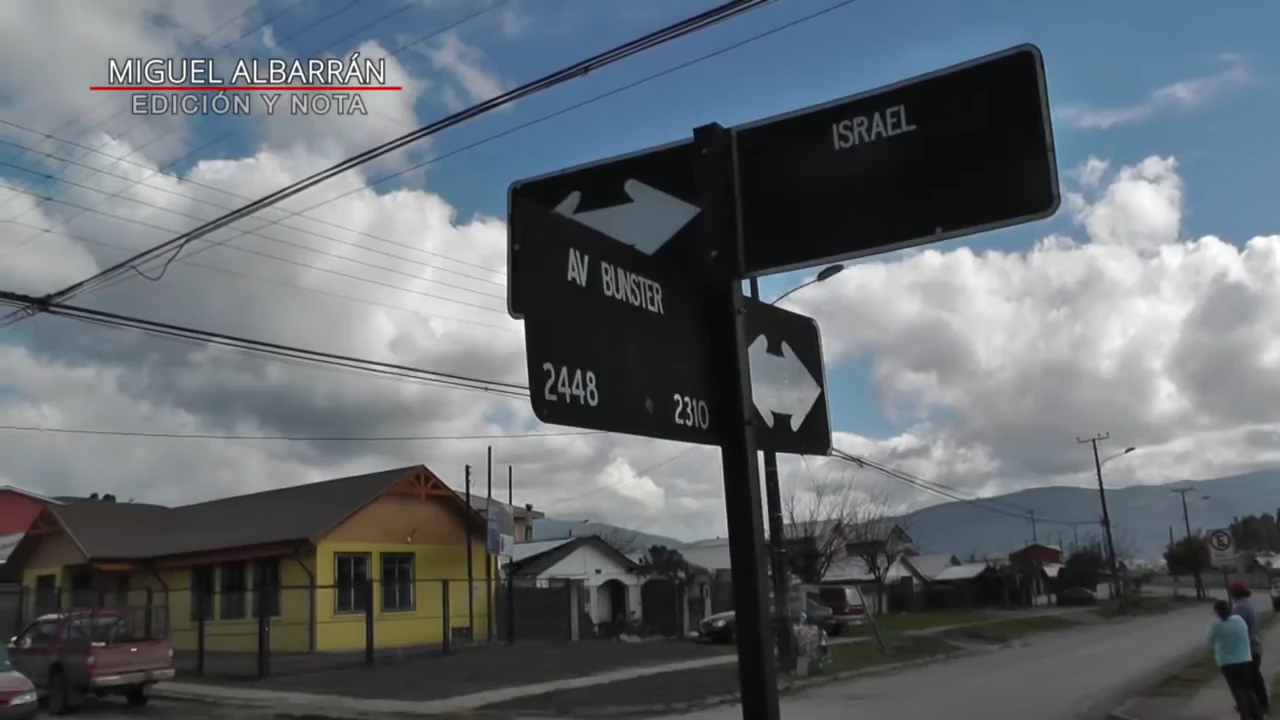 MIGUEL ALBARRÁN
EDICIÓN Y NOTA
ISRAEL
AV BUNSTER
2448 2310